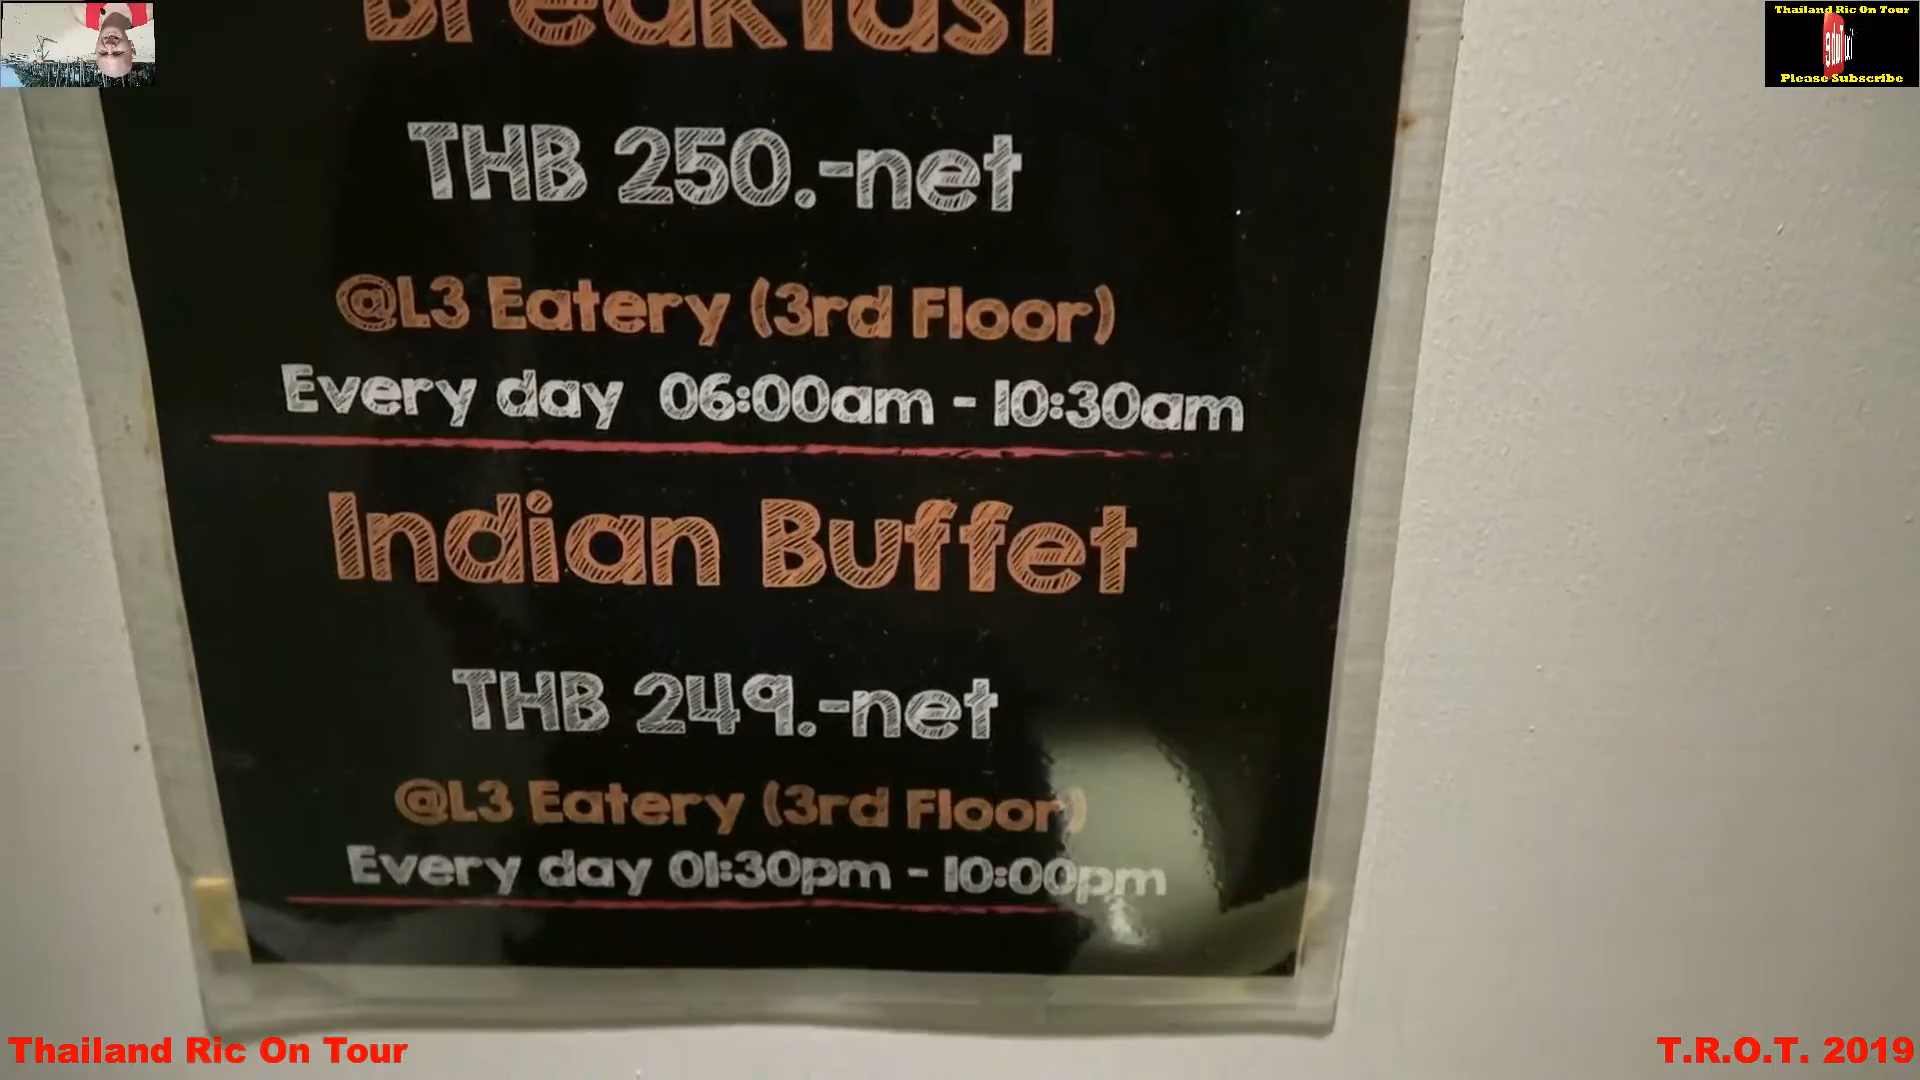 Thailand Ric On Tour
Please Subscribe
Breakfast
THB 250.-net
@L3 Eatery (3rd Floor)
Every day 06:00am - 10:30am
Indian Buffet
THB 249.-net
@L3 Eatery (3rd Floor)
Every day 01:30pm - 10:00pm
Thailand Ric On Tour
T.R.O.T. 2019